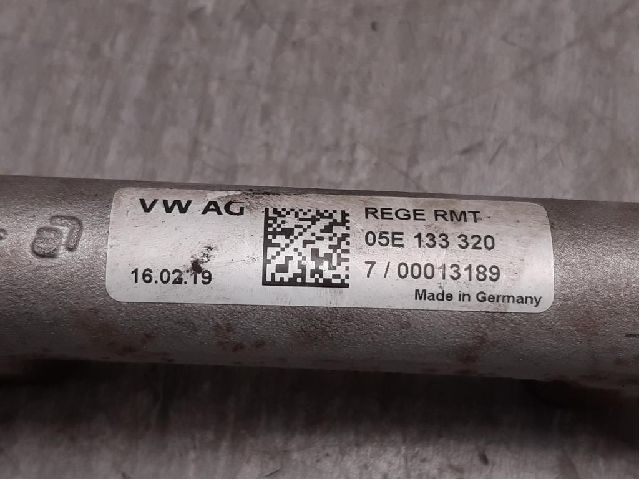 VW AG
16.02.19
REGE RMT
05E 133 320
7 / 00013189
Made in Germany